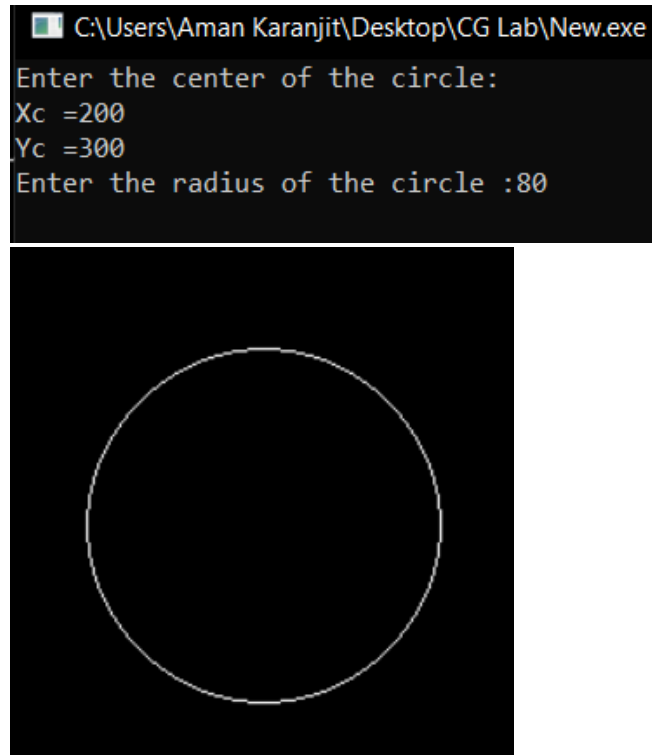 C:\Users\Aman Karanjit\Desktop\CG Lab\New.exe
Enter the center of the circle:
Xc =200
Yc =300
Enter the radius of the circle :80